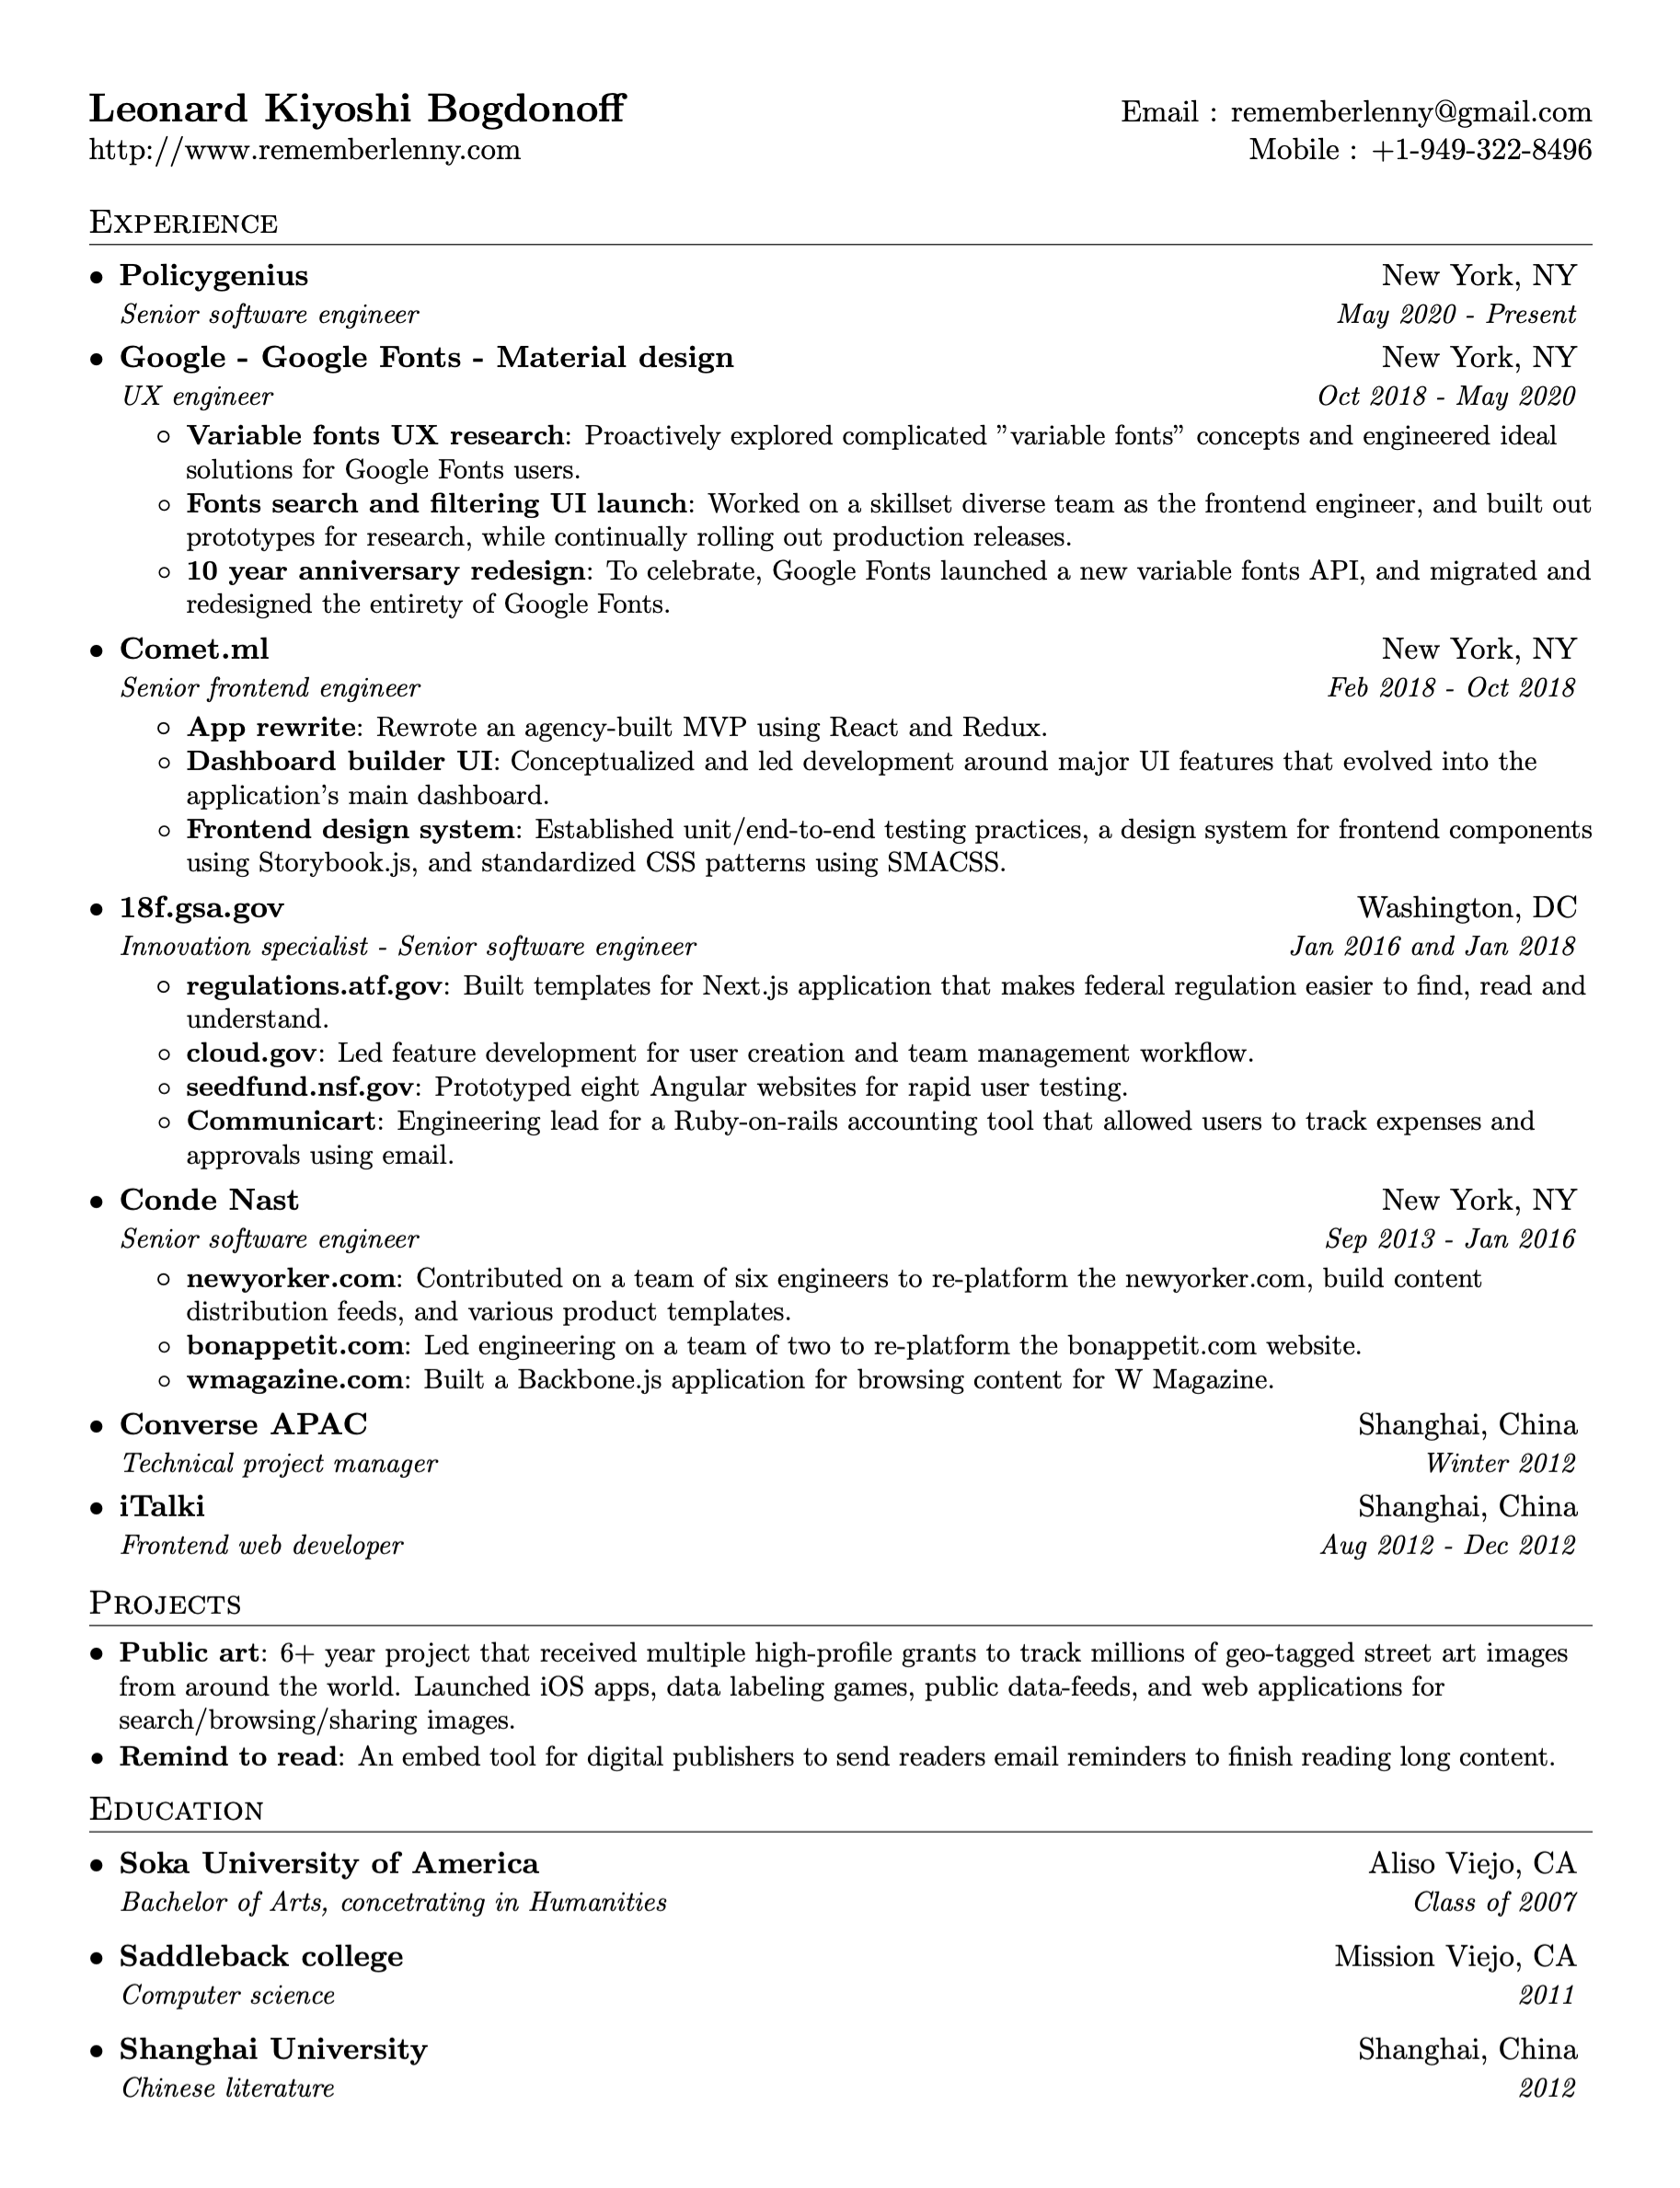 Leonard Kiyoshi Bogdonoff Email : rememberlenny@gmail.com
http://www.rememberlenny.com Mobile : +1-949-322-8496
Experience
• Policygenius New York, NY
Senior software engineer May 2020 - Present
• Google - Google Fonts - Material design New York, NY
UX engineer Oct 2018 - May 2020
◦ Variable fonts UX research: Proactively explored complicated ”variable fonts” concepts and engineered ideal
solutions for Google Fonts users.
◦ Fonts search and filtering UI launch: Worked on a skillset diverse team as the frontend engineer, and built out
prototypes for research, while continually rolling out production releases.
◦ 10 year anniversary redesign: To celebrate, Google Fonts launched a new variable fonts API, and migrated and
redesigned the entirety of Google Fonts.
• Comet.ml New York, NY
Senior frontend engineer Feb 2018 - Oct 2018
◦ App rewrite: Rewrote an agency-built MVP using React and Redux.
◦ Dashboard builder UI: Conceptualized and led development around major UI features that evolved into the
application’s main dashboard.
◦ Frontend design system: Established unit/end-to-end testing practices, a design system for frontend components
using Storybook.js, and standardized CSS patterns using SMACSS.
• 18f.gsa.gov Washington, DC
Innovation specialist - Senior software engineer Jan 2016 and Jan 2018
◦ regulations.atf.gov: Built templates for Next.js application that makes federal regulation easier to find, read and
understand.
◦ cloud.gov: Led feature development for user creation and team management workflow.
◦ seedfund.nsf.gov: Prototyped eight Angular websites for rapid user testing.
◦ Communicart: Engineering lead for a Ruby-on-rails accounting tool that allowed users to track expenses and
approvals using email.
• Conde Nast New York, NY
Senior software engineer Sep 2013 - Jan 2016
◦ newyorker.com: Contributed on a team of six engineers to re-platform the newyorker.com, build content
distribution feeds, and various product templates.
◦ bonappetit.com: Led engineering on a team of two to re-platform the bonappetit.com website.
◦ wmagazine.com: Built a Backbone.js application for browsing content for W Magazine.
• Converse APAC Shanghai, China
Technical project manager Winter 2012
• iTalki Shanghai, China
Frontend web developer Aug 2012 - Dec 2012
Projects
• Public art: 6+ year project that received multiple high-profile grants to track millions of geo-tagged street art images
from around the world. Launched iOS apps, data labeling games, public data-feeds, and web applications for
search/browsing/sharing images.
• Remind to read: An embed tool for digital publishers to send readers email reminders to finish reading long content.
Education
• Soka University of America Aliso Viejo, CA
Bachelor of Arts, concetrating in Humanities Class of 2007
• Saddleback college Mission Viejo, CA
Computer science 2011
• Shanghai University Shanghai, China
Chinese literature 2012